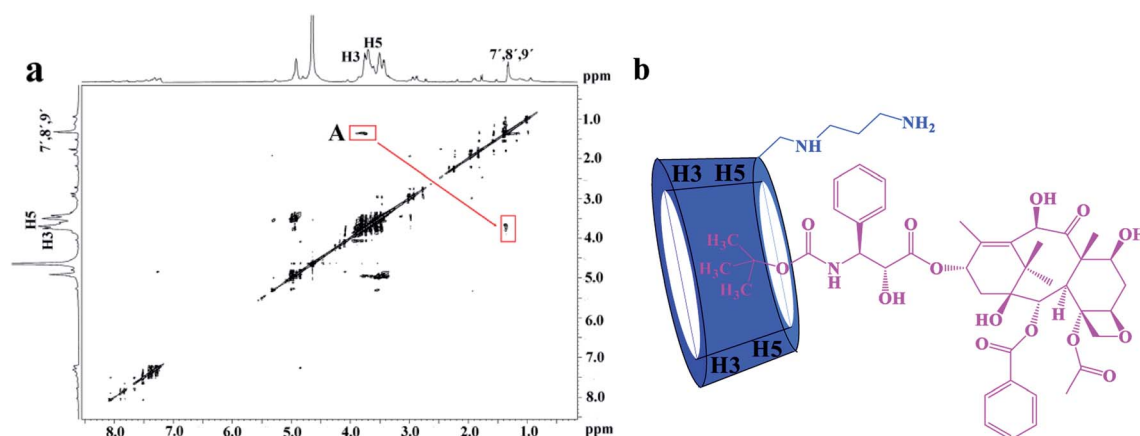 a
H3
H5
7´,8´,9´
ppm
7´,8´,9´
H5
H3
A
1.0
2.0
3.0
4.0
5.0
6.0
7.0
8.0
8.0 7.0 6.0 5.0 4.0 3.0 2.0 1.0 ppm
b
NH2
NH
H3 H5
H3C
H3C
H3C
O
O
N
H
OH
O
O
OH
O
OH
HO
H
O
O
O
O
O
O
H3 H5